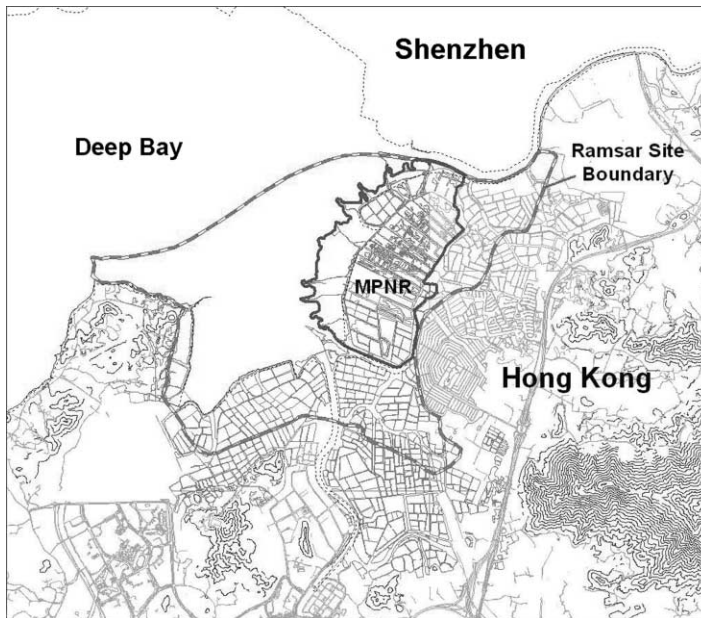 Shenzhen
Deep Bay
Ramsar Site
Boundary
MPNR
Hong Kong